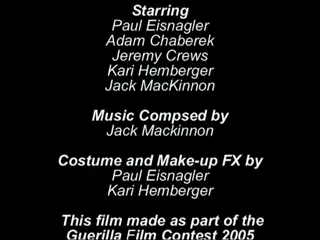 Starring
Paul Eisnagler
Adam Chaberek
Jeremy Crews
Kari Hemberger
Jack MacKinnon
Music Compsed by
Jack Mackinnon
Costume and Make-up FX by
Paul Eisnagler
Kari Hemberger
This film made as part of the
Guerilla Film Contest 2005